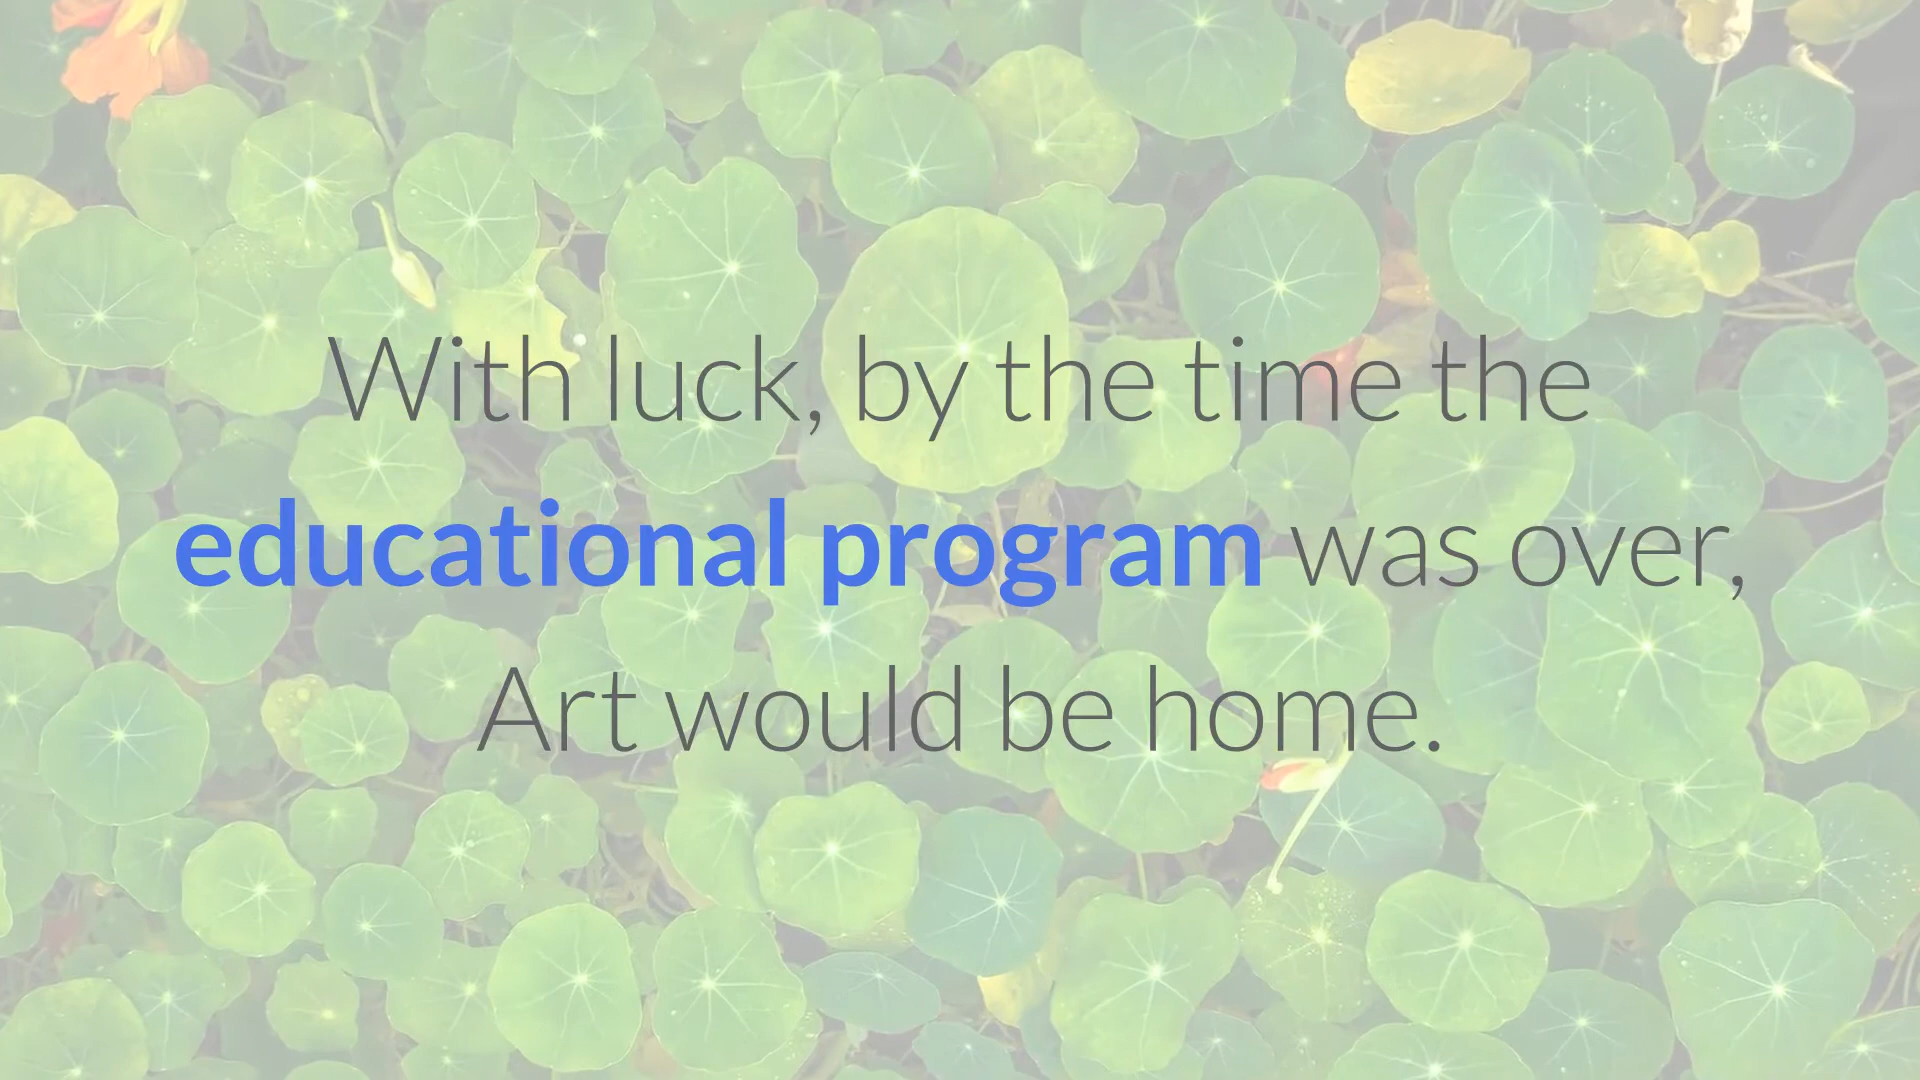 With luck, by the time the
educational program was over,
Art would be home.